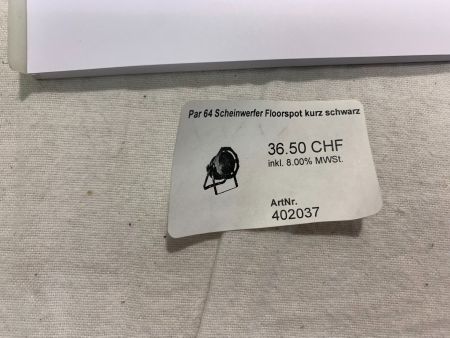 Par 64 Scheinwerfer Floorspot kurz schwarz
36.50 CHF
inkl. 8.00% MWSt.
ArtNr.
402037